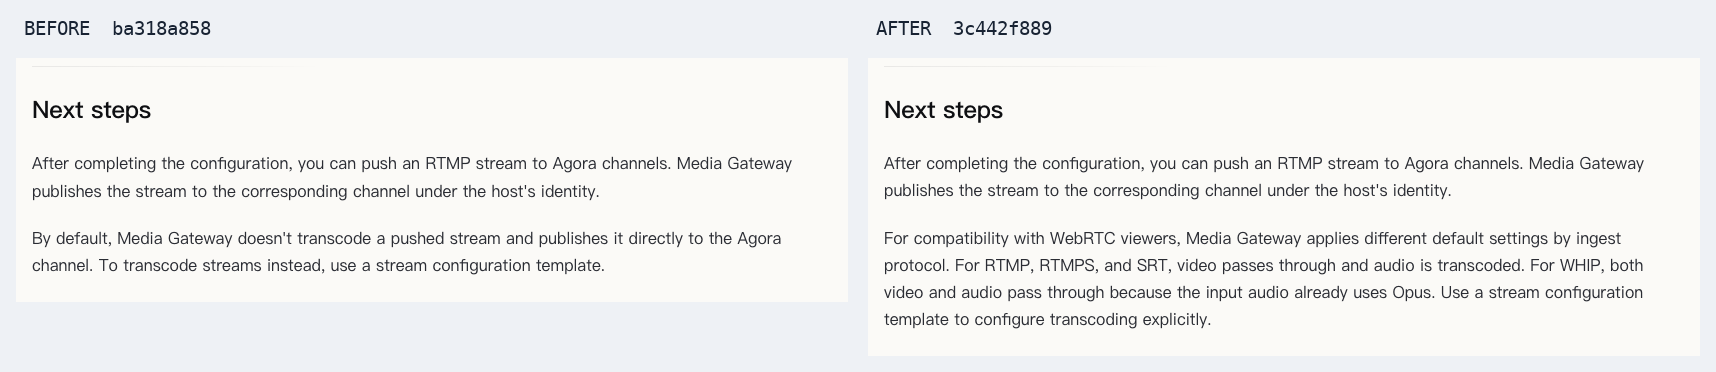 BEFORE ba318a858
Next steps
After completing the configuration, you can push an RTMP stream to Agora channels. Media Gateway
publishes the stream to the corresponding channel under the host's identity.
By default, Media Gateway doesn't transcode a pushed stream and publishes it directly to the Agora
channel. To transcode streams instead, use a stream configuration template.
AFTER 3c442f889
Next steps
After completing the configuration, you can push an RTMP stream to Agora channels. Media Gateway
publishes the stream to the corresponding channel under the host's identity.
For compatibility with WebRTC viewers, Media Gateway applies different default settings by ingest
protocol. For RTMP, RTMPS, and SRT, video passes through and audio is transcoded. For WHIP, both
video and audio pass through because the input audio already uses Opus. Use a stream configuration
template to configure transcoding explicitly.